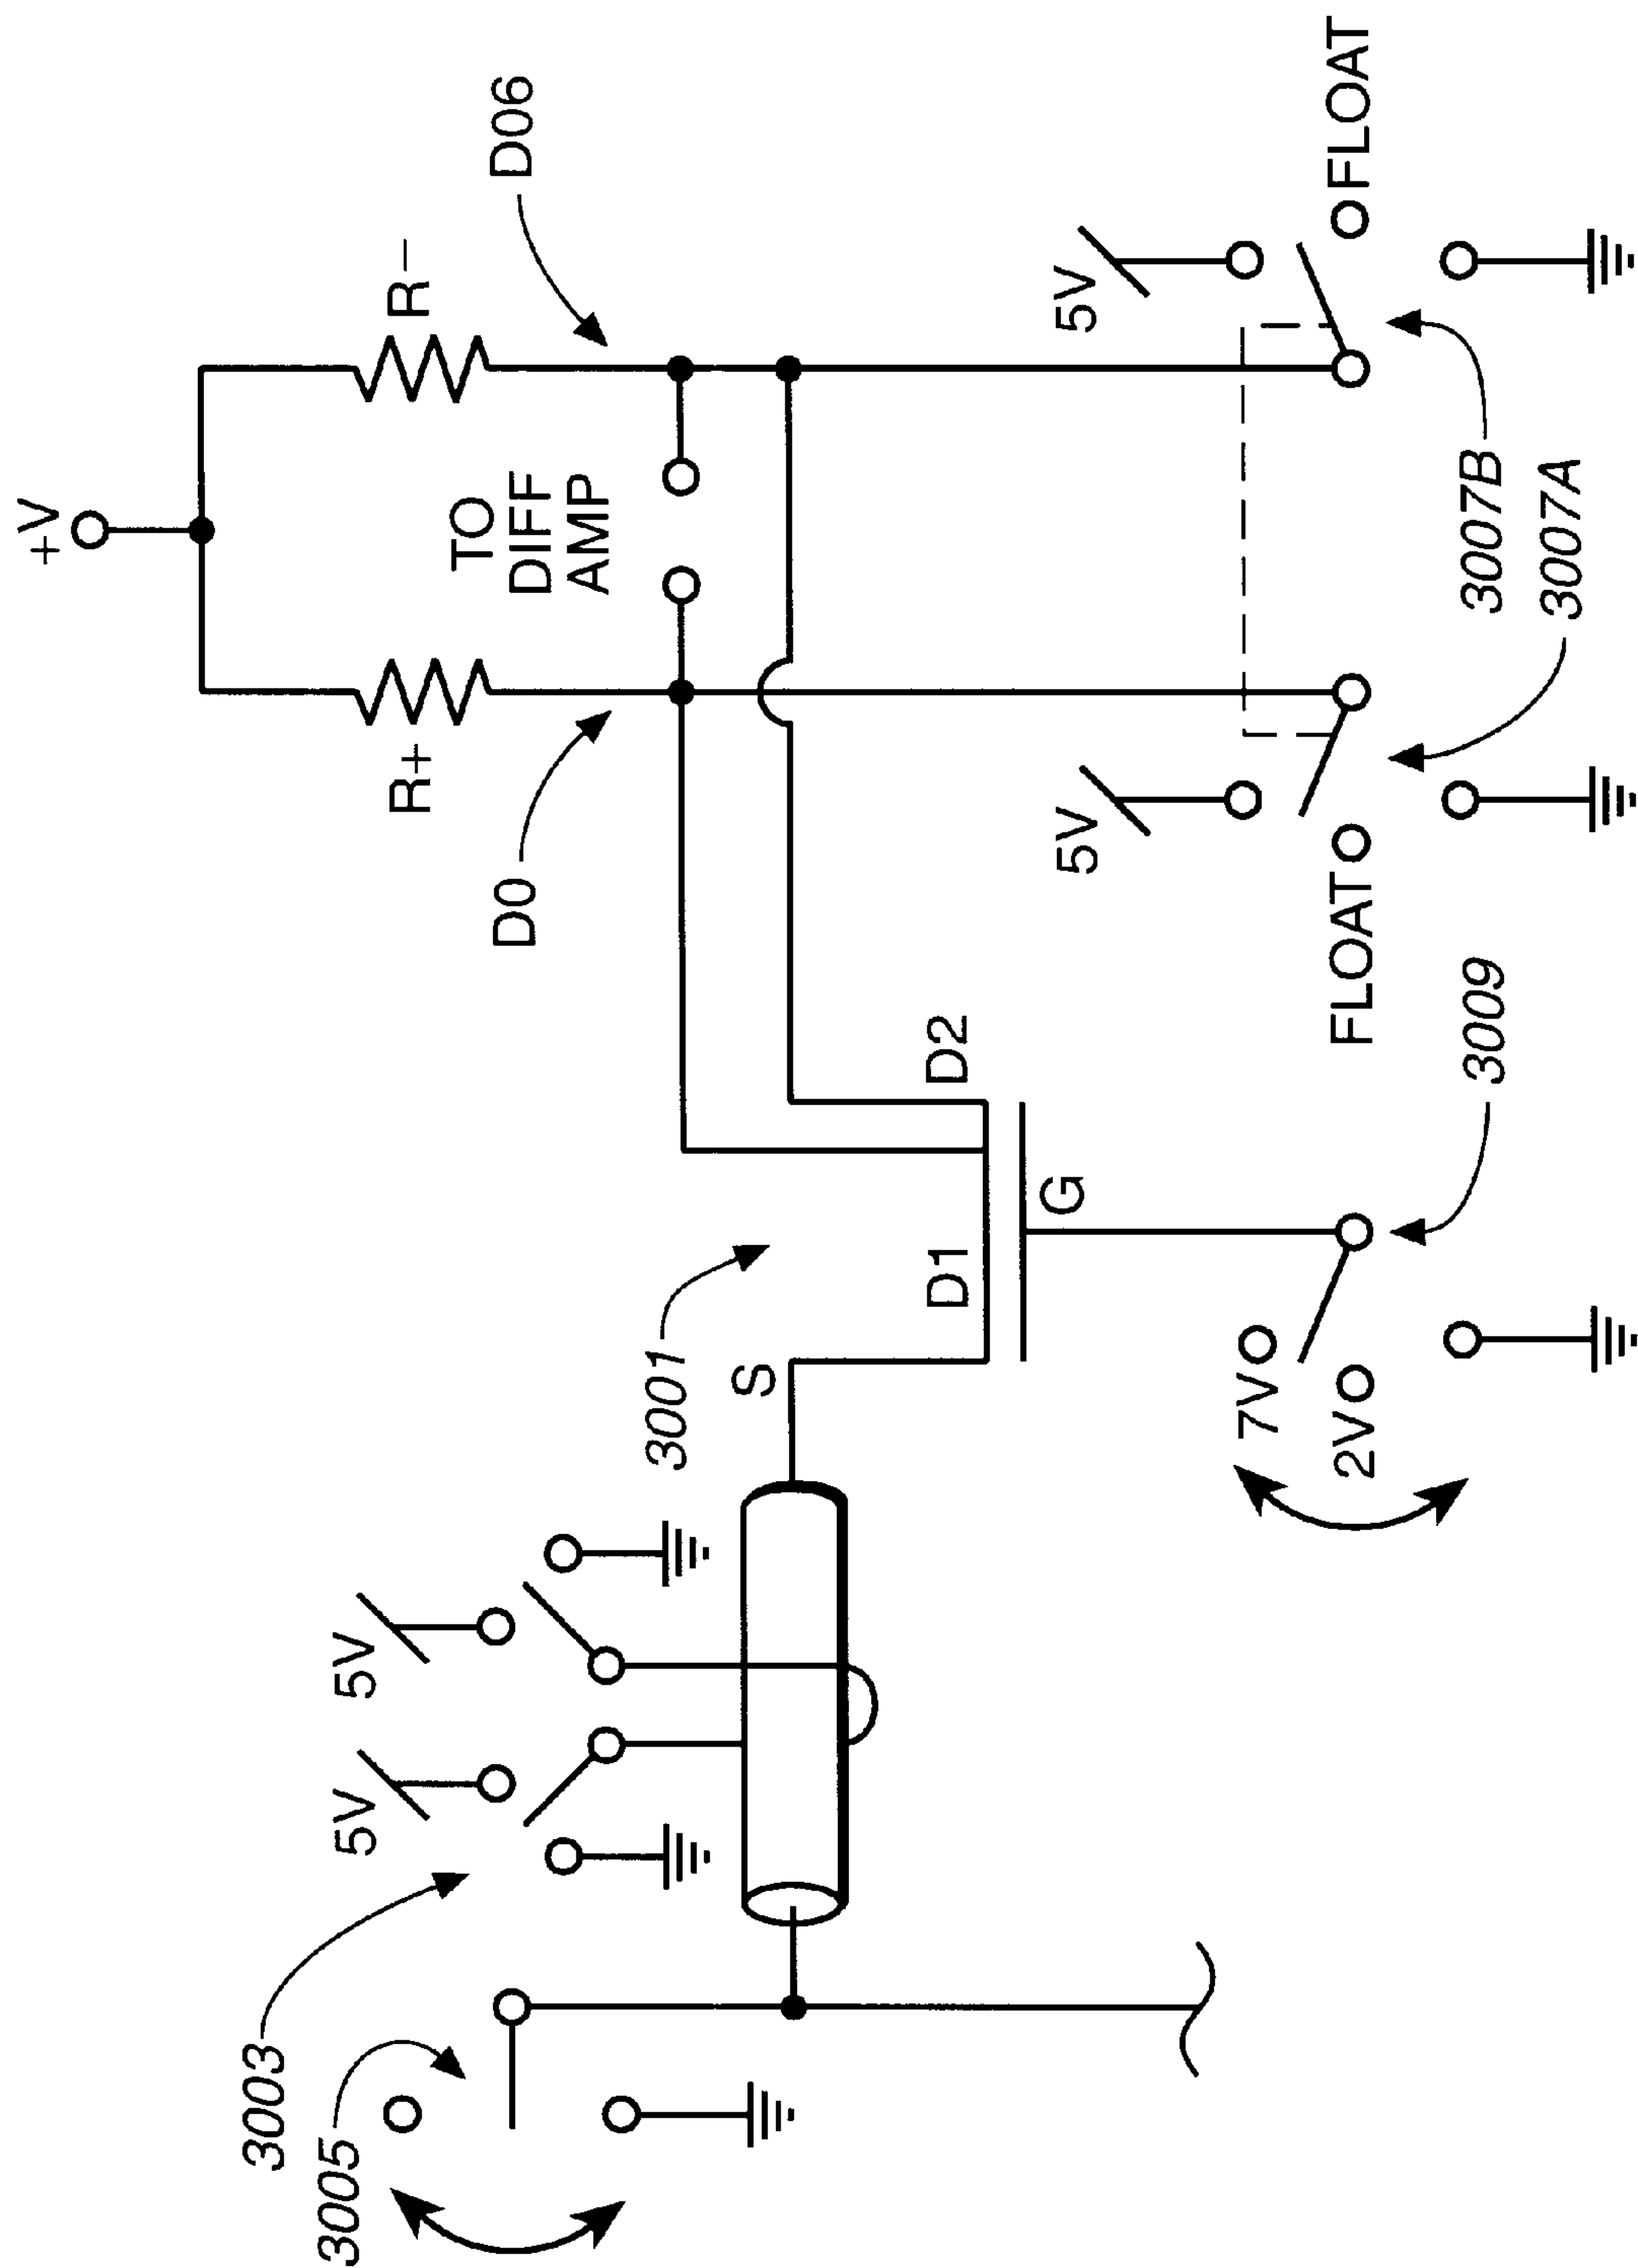 +V
R+
R−
TO
DIFF
AMP
D0
D06
5V
5V
3003
3005
3001
S
D1
D2
G
7V
2V
3009
5V
FLOAT
3007A
3007B
5V
FLOAT